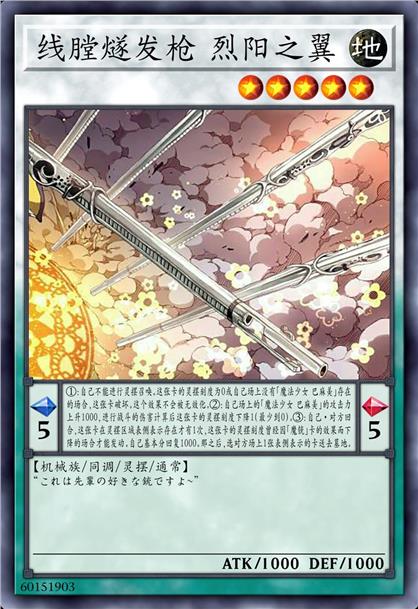 线膛燧发枪 烈阳之翼
地
①:自己不能进行灵摆召唤,这张卡的灵摆刻度为0或自己场上没有「魔法少女 巴麻美」存在
的场合,这张卡破坏,这个效果不会被无效化.②:自己场上的「魔法少女 巴麻美」的攻击力
上升1000,进行战斗的伤害计算后这张卡的灵摆刻度下降1(最少到0).③:自己·对方回
合,这张卡在灵摆区域表侧表示存在才有1次,这张卡的灵摆刻度曾经因「魔铳」卡的效果而下
降的场合才能发动,自己基本分回复1000,那之后,选对方场上1张表侧表示的卡送去墓地.
5
5
【机械族/同调/灵摆/通常】
“これは先輩の好きな銃ですよ~”
ATK/1000 DEF/1000
60151903